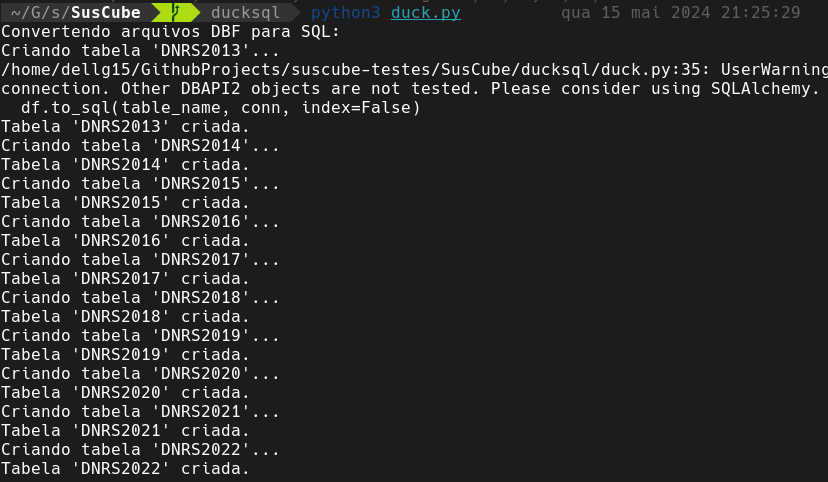 ~/G/s/SusCube ducksql python3 duck.py qua 15 mai 2024 21:25:29
Convertendo arquivos DBF para SQL:
Criando tabela 'DNRS2013'...
/home/dellg15/GithubProjects/suscube-testes/SusCube/ducksql/duck.py:35: UserWarning
connection. Other DBAPI2 objects are not tested. Please consider using SQLAlchemy.
  df.to_sql(table_name, conn, index=False)
Tabela 'DNRS2013' criada.
Criando tabela 'DNRS2014'...
Tabela 'DNRS2014' criada.
Criando tabela 'DNRS2015'...
Tabela 'DNRS2015' criada.
Criando tabela 'DNRS2016'...
Tabela 'DNRS2016' criada.
Criando tabela 'DNRS2017'...
Tabela 'DNRS2017' criada.
Criando tabela 'DNRS2018'...
Tabela 'DNRS2018' criada.
Criando tabela 'DNRS2019'...
Tabela 'DNRS2019' criada.
Criando tabela 'DNRS2020'...
Tabela 'DNRS2020' criada.
Criando tabela 'DNRS2021'...
Tabela 'DNRS2021' criada.
Criando tabela 'DNRS2022'...
Tabela 'DNRS2022' criada.